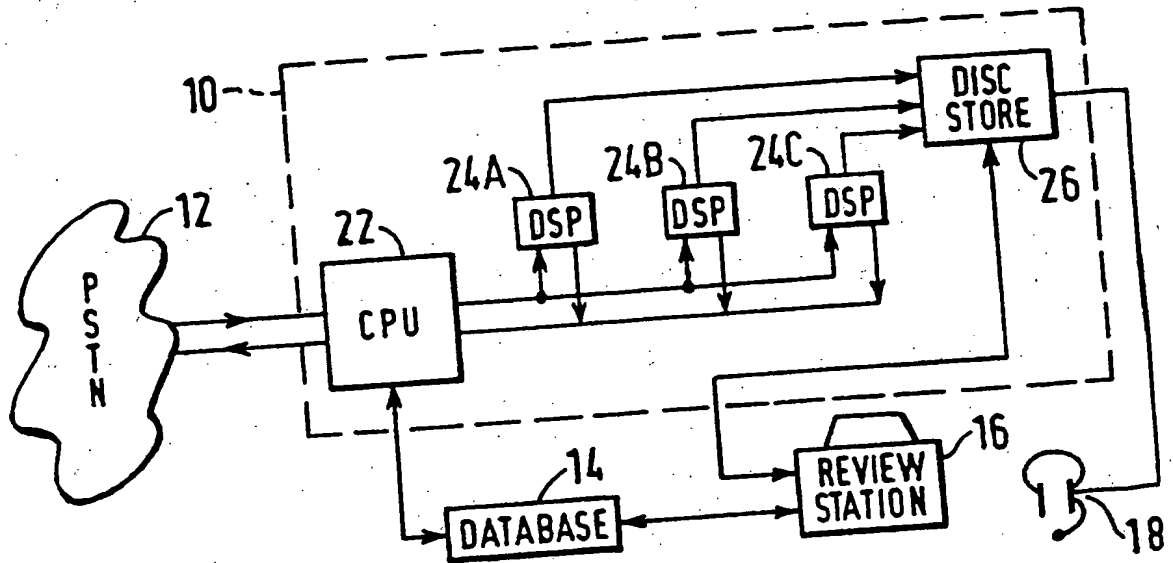 10
12
PSTN
22
CPU
24A
DSP
24B
DSP
24C
DSP
DISC
STORE
26
14
DATABASE
16
REVIEW
STATION
18